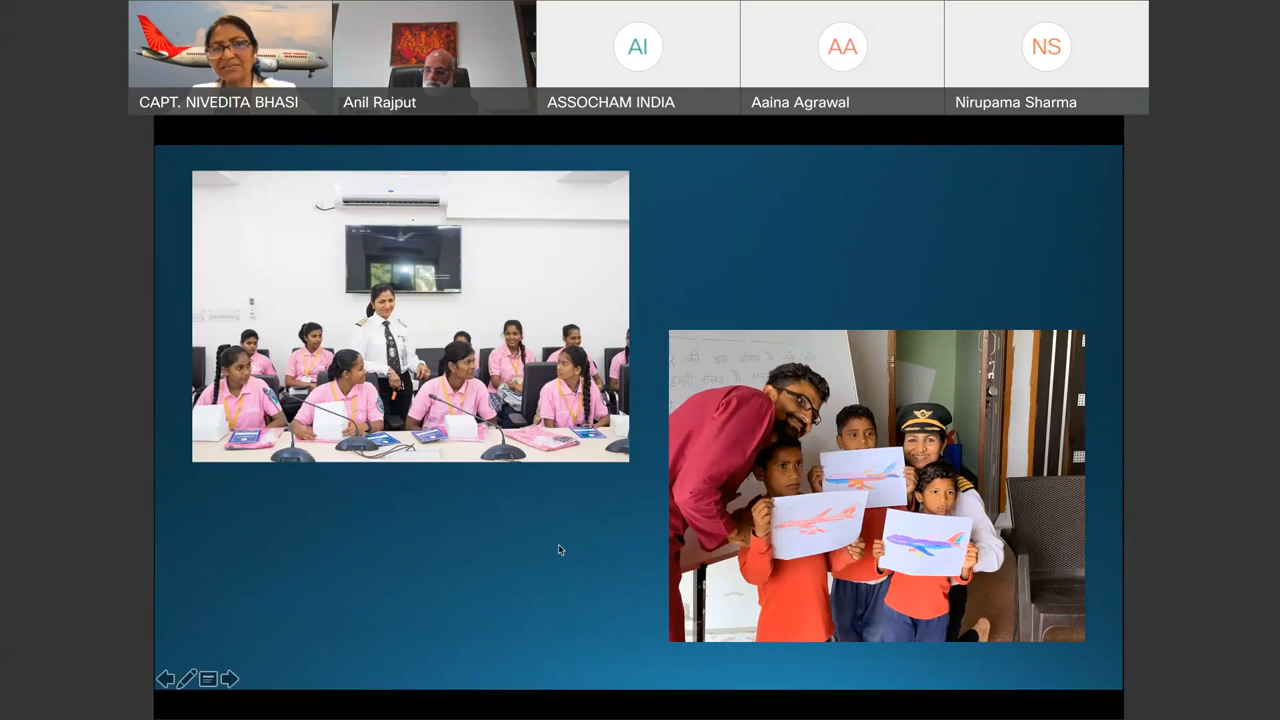 CAPT. NIVEDITA BHASI
Anil Rajput
AI
ASSOCHAM INDIA
AA
Aaina Agrawal
NS
Nirupama Sharma